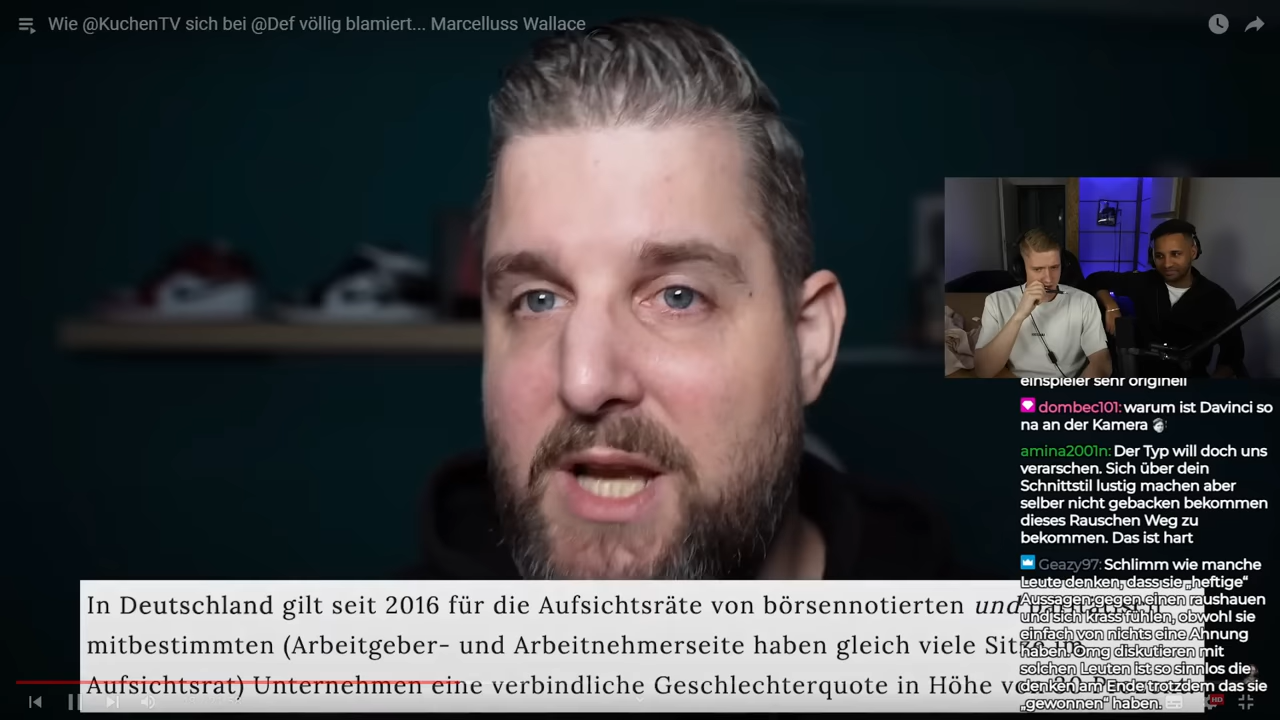 Wie @KuchenTV sich bei @Def völlig blamiert... Marcelluss Wallace
einspieler sehr originell
dombec101: warum ist Davinci so
na an der Kamera
amina2001n: Der Typ will doch uns
verarschen. Sich über dein
Schnittstil lustig machen aber
selber nicht gebacken bekommen
dieses Rauschen Weg zu
bekommen. Das ist hart
Geazy97: Schlimm wie manche
Leute denken, dass sie „heftige“
Aussagen gegen einen raushauen
und sich krass fühlen, obwohl sie
einfach von nichts eine Ahnung
haben. Omg diskutieren mit
solchen Leuten ist so sinnlos die
denken am Ende trotzdem das sie
„gewonnen“ haben.
In Deutschland gilt seit 2016 für die Aufsichtsräte von börsennotierten und
mitbestimmten (Arbeitgeber- und Arbeitnehmerseite haben gleich viele
Aufsichtsrat) Unternehmen eine verbindliche Geschlechterquote in Höhe
HD